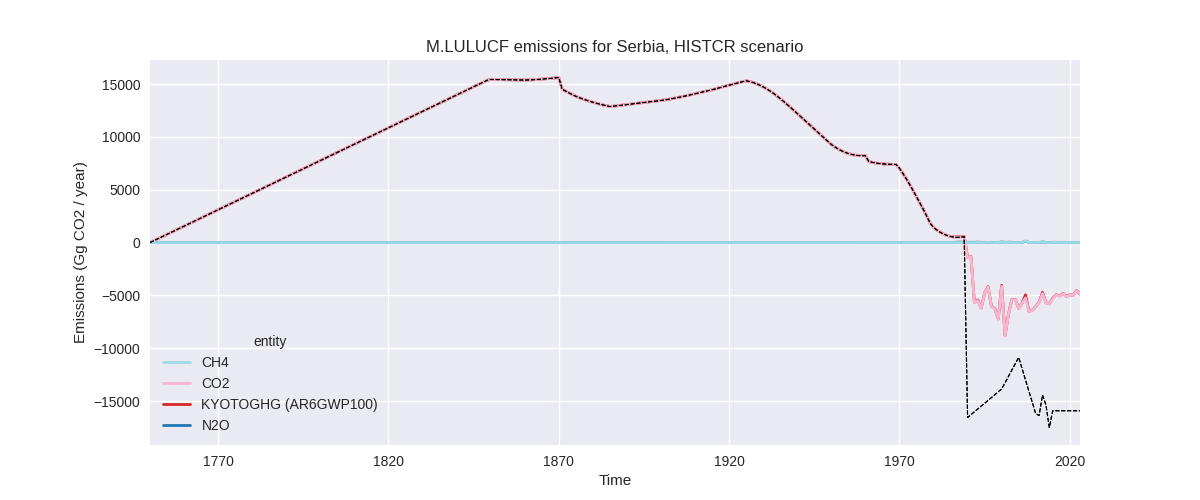 M.LULUCF emissions for Serbia, HISTCR scenario
Emissions (Gg CO2 / year)
15000
10000
5000
0
−5000
−10000
−15000
entity
CH4
CO2
KYOTOGHG (AR6GWP100)
N2O
1770 1820 1870 1920 1970 2020
Time